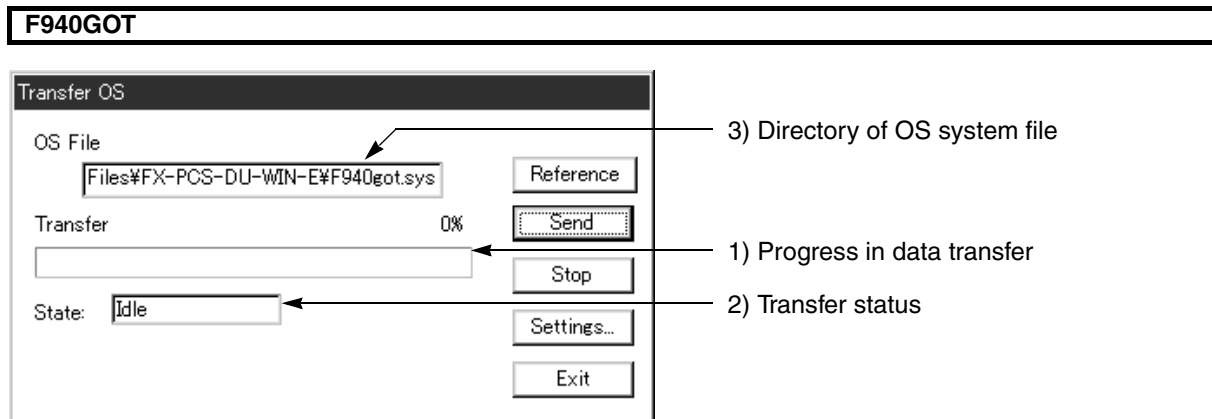 F940GOT
Transfer OS
OS File
3) Directory of OS system file
Files¥FX-PCS-DU-WIN-E¥F940got.sys
Reference
Transfer 0%
Send
1) Progress in data transfer
Stop
2) Transfer status
State: Idle
Settings...
Exit